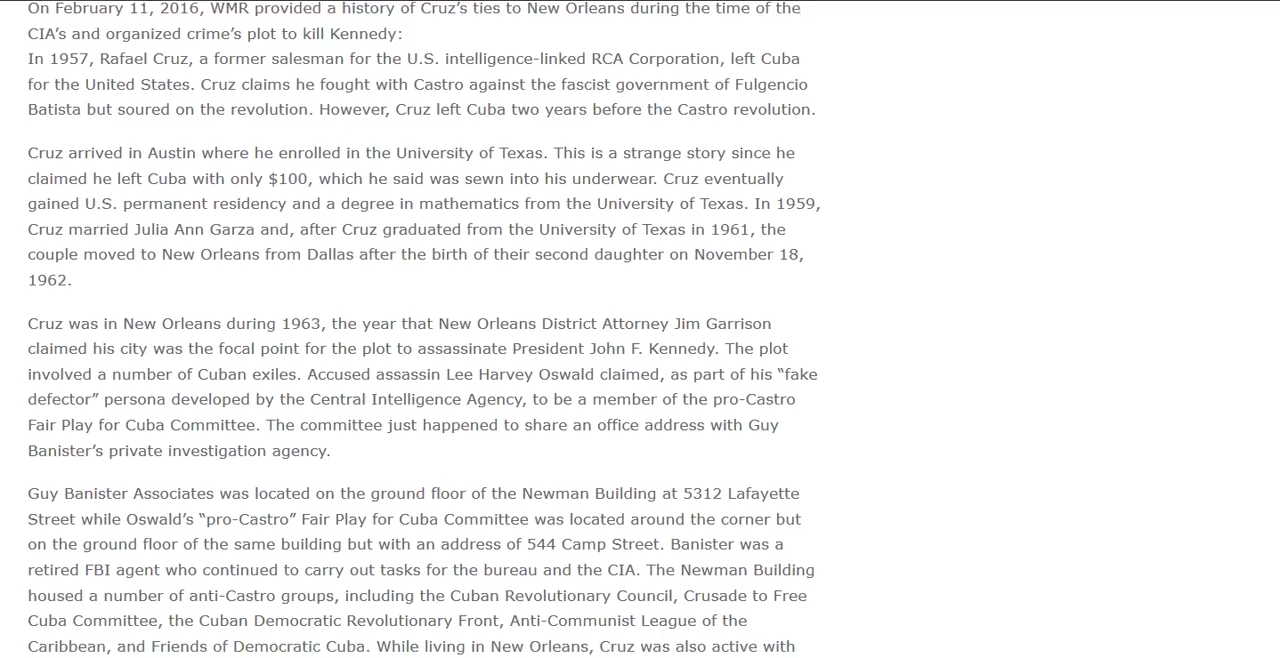 On February 11, 2016, WMR provided a history of Cruz’s ties to New Orleans during the time of the
CIA’s and organized crime’s plot to kill Kennedy:
In 1957, Rafael Cruz, a former salesman for the U.S. intelligence-linked RCA Corporation, left Cuba
for the United States. Cruz claims he fought with Castro against the fascist government of Fulgencio
Batista but soured on the revolution. However, Cruz left Cuba two years before the Castro revolution.
Cruz arrived in Austin where he enrolled in the University of Texas. This is a strange story since he
claimed he left Cuba with only $100, which he said was sewn into his underwear. Cruz eventually
gained U.S. permanent residency and a degree in mathematics from the University of Texas. In 1959,
Cruz married Julia Ann Garza and, after Cruz graduated from the University of Texas in 1961, the
couple moved to New Orleans from Dallas after the birth of their second daughter on November 18,
1962.
Cruz was in New Orleans during 1963, the year that New Orleans District Attorney Jim Garrison
claimed his city was the focal point for the plot to assassinate President John F. Kennedy. The plot
involved a number of Cuban exiles. Accused assassin Lee Harvey Oswald claimed, as part of his “fake
defector” persona developed by the Central Intelligence Agency, to be a member of the pro-Castro
Fair Play for Cuba Committee. The committee just happened to share an office address with Guy
Banister’s private investigation agency.
Guy Banister Associates was located on the ground floor of the Newman Building at 5312 Lafayette
Street while Oswald’s “pro-Castro” Fair Play for Cuba Committee was located around the corner but
on the ground floor of the same building but with an address of 544 Camp Street. Banister was a
retired FBI agent who continued to carry out tasks for the bureau and the CIA. The Newman Building
housed a number of anti-Castro groups, including the Cuban Revolutionary Council, Crusade to Free
Cuba Committee, the Cuban Democratic Revolutionary Front, Anti-Communist League of the
Caribbean, and Friends of Democratic Cuba. While living in New Orleans, Cruz was also active with